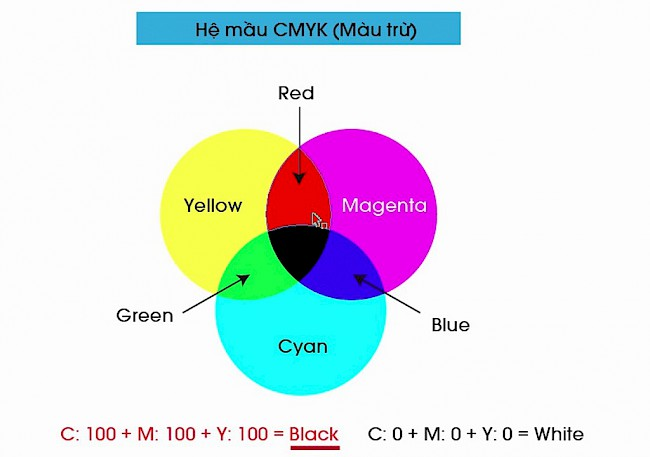 Hệ mầu CMYK (Màu trừ)
Red
Yellow
Magenta
Green
Blue
Cyan
C: 100 + M: 100 + Y: 100 = Black
C: 0 + M: 0 + Y: 0 = White